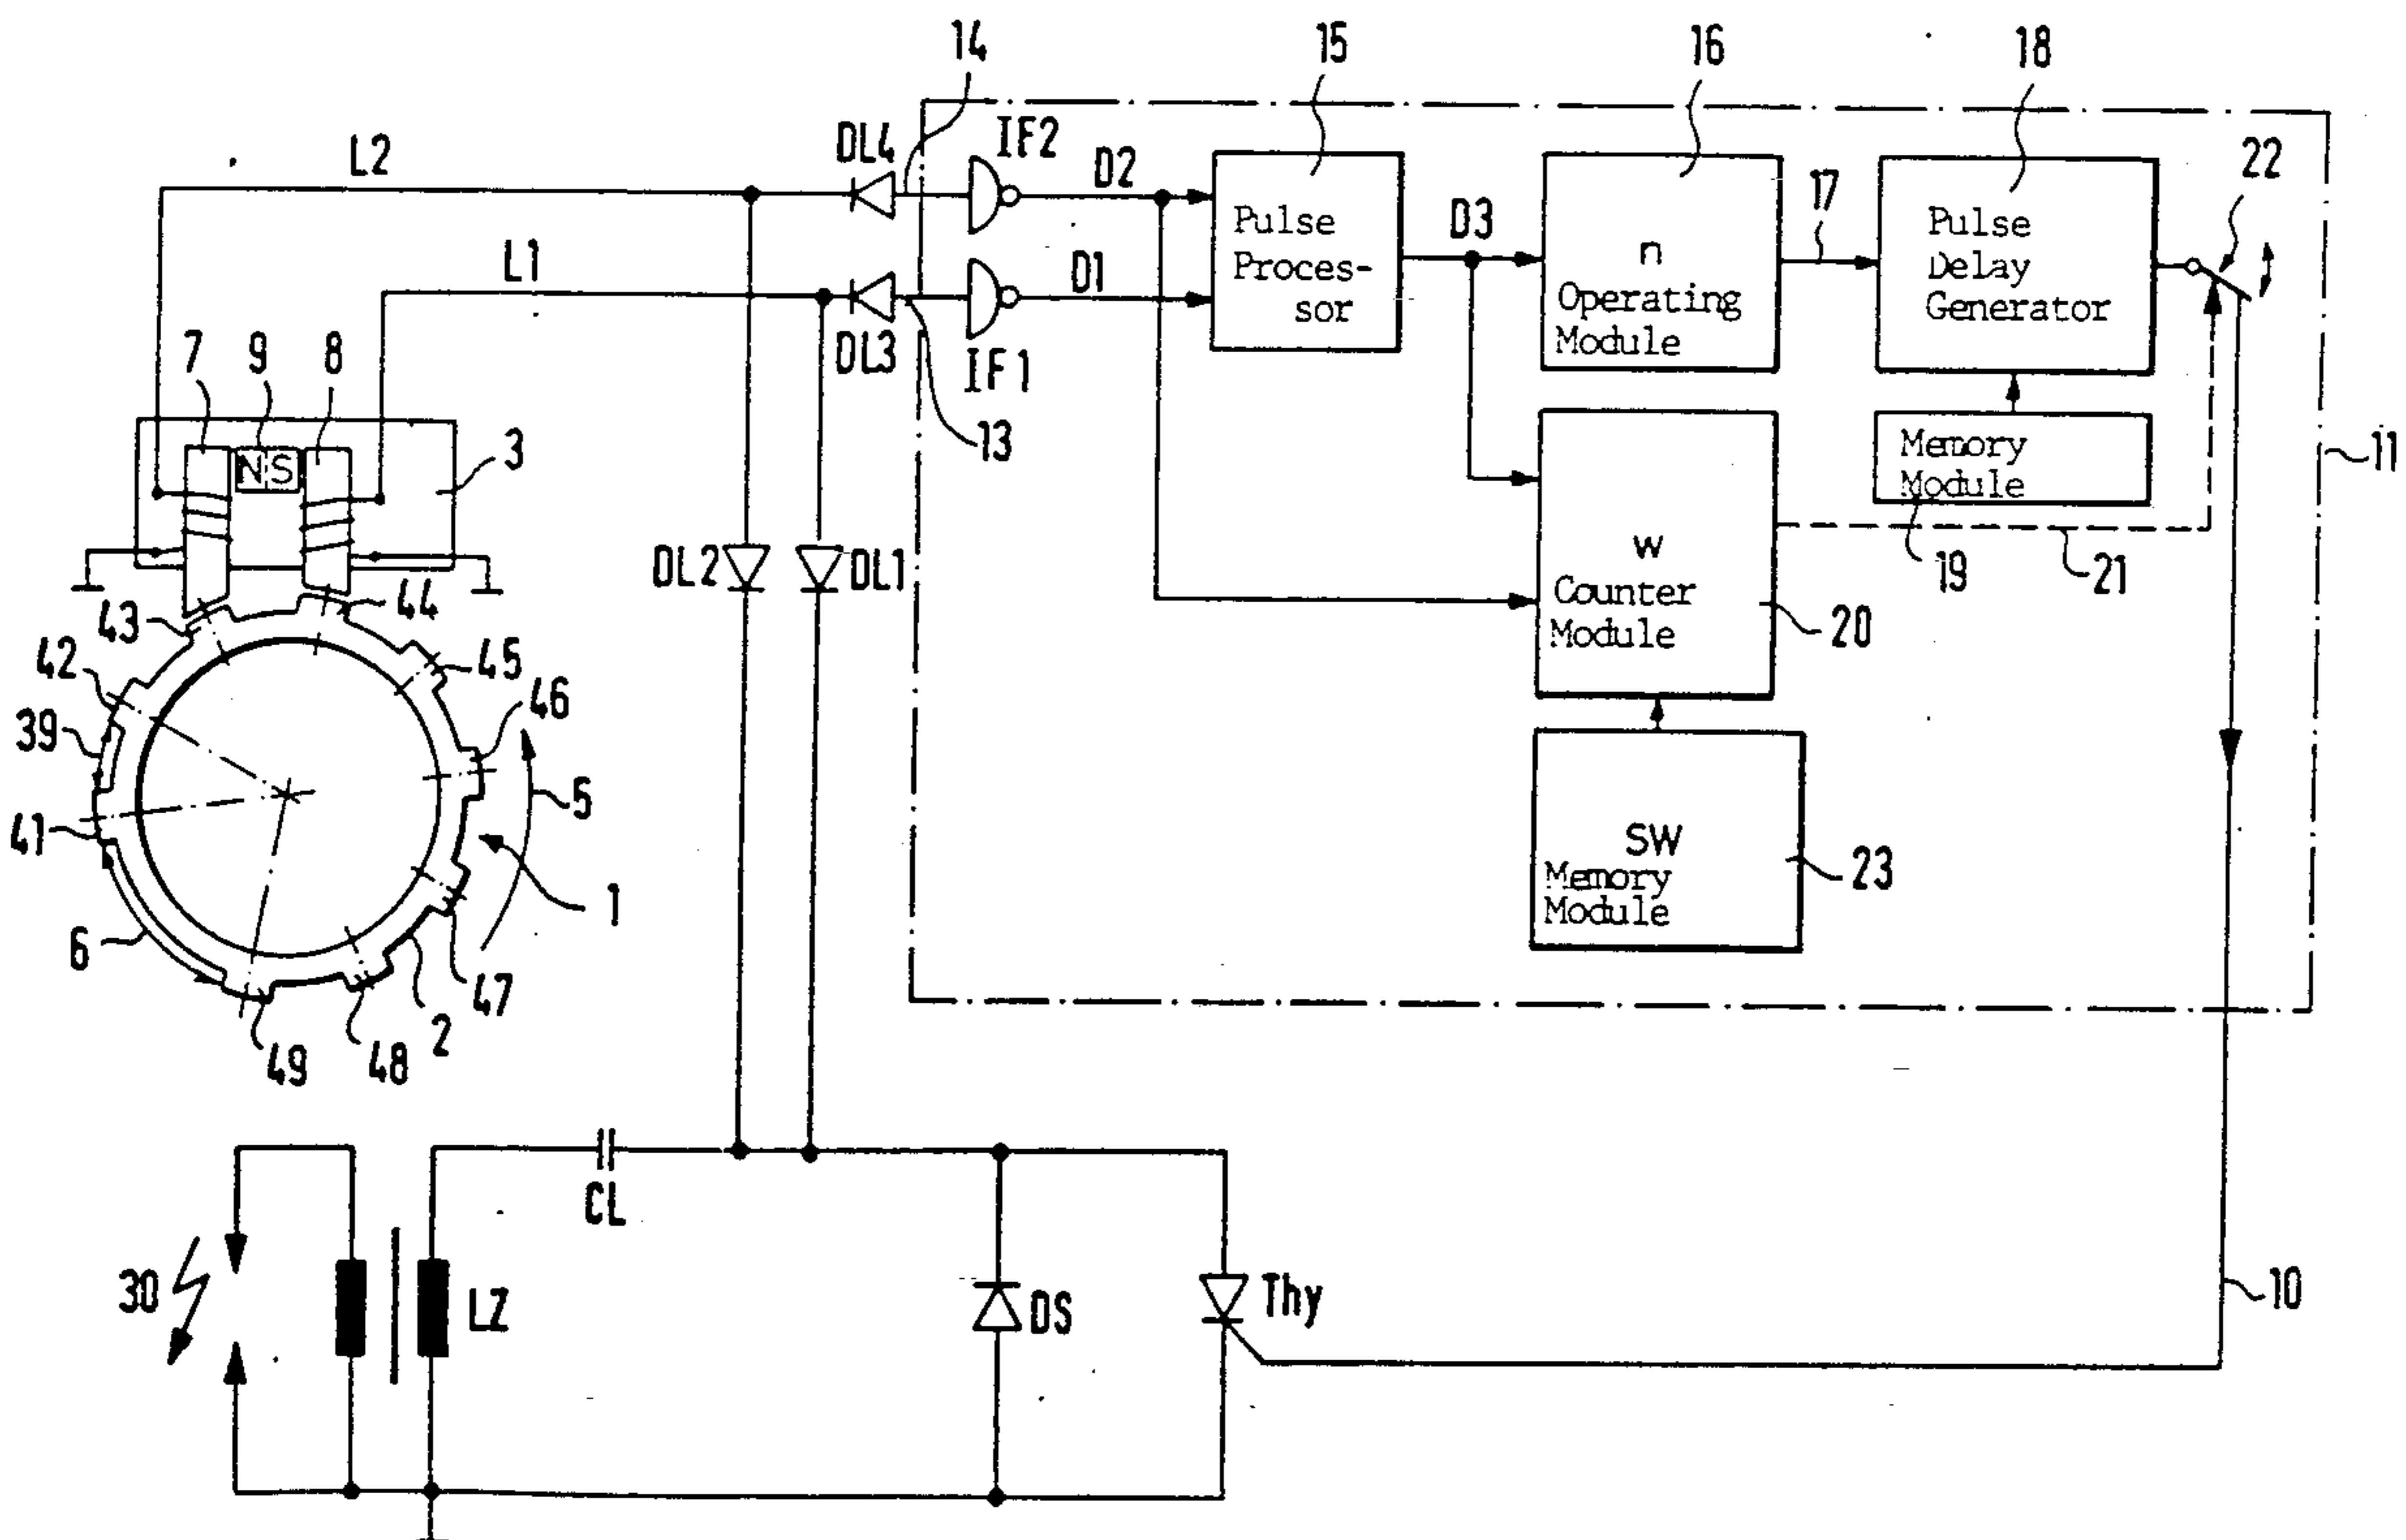 14
15
16
18
DL4
IF2
D2
L2
22
17
Pulse
Proces-
sor
D3
n
Operating
Module
Pulse
Delay
Generator
L1
D1
DL3
IF1
7
9
8
13
N S
3
Memory
Module
11
DL2
DL1
w
Counter
Module
19
21
20
43
44
42
45
46
39
5
41
SW
Memory
Module
23
1
6
47
2
49
48
CL
30
LZ
DS
Thy
10